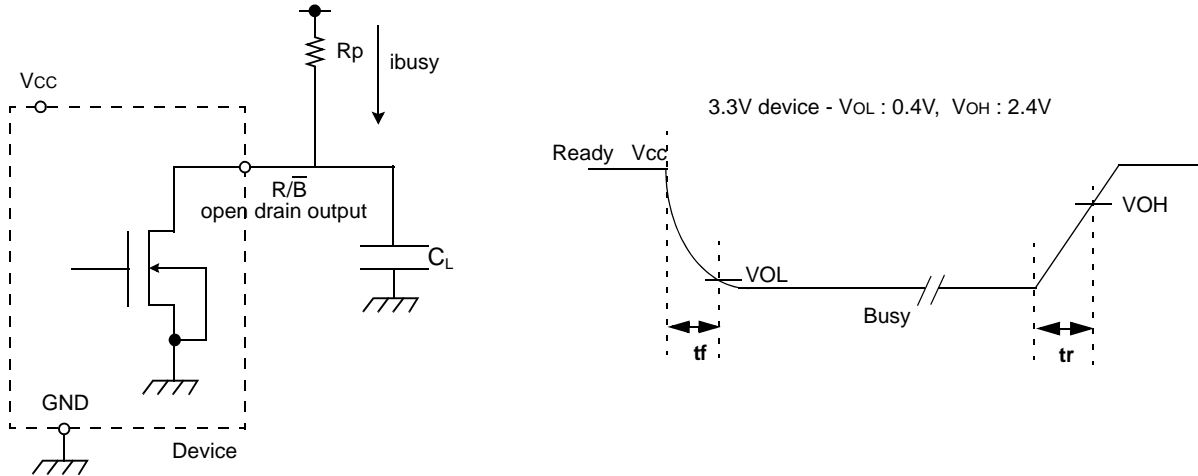 Rp
ibusy
VCC
R/B̅
open drain output
CL
GND
Device
3.3V device - VOL : 0.4V, VOH : 2.4V
Ready Vcc
VOH
VOL
Busy
tf
tr